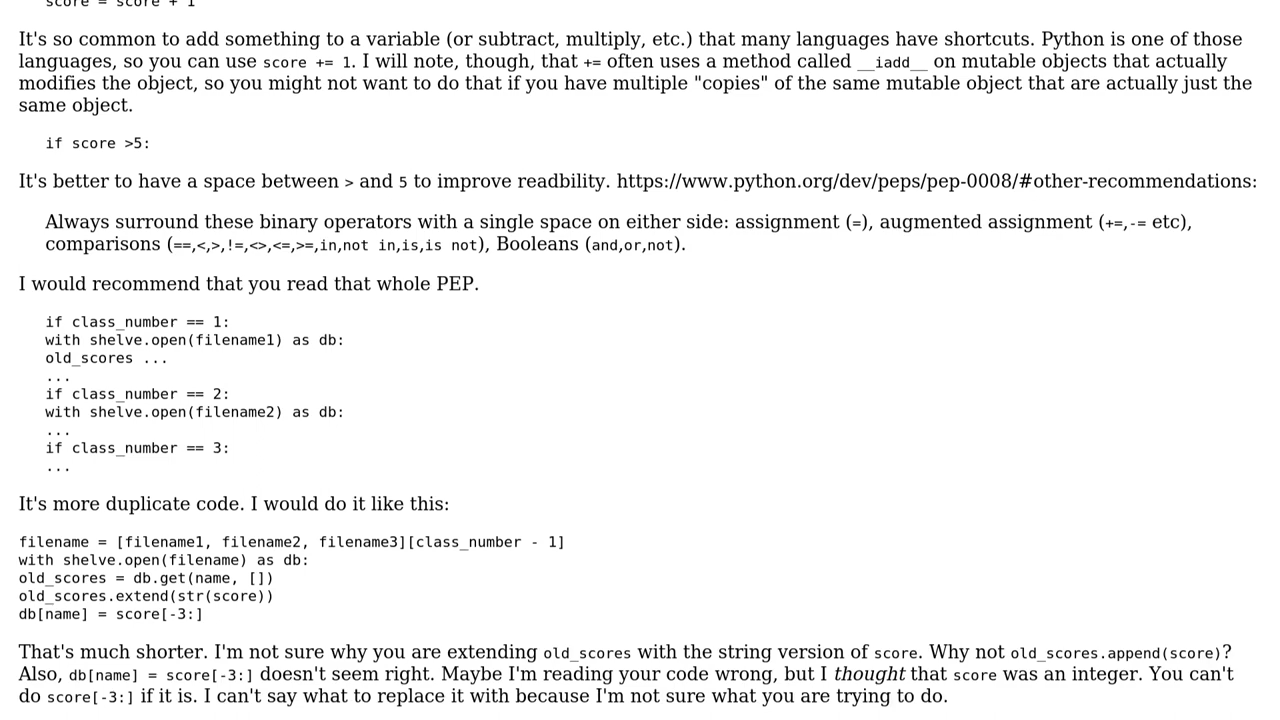 score = score + 1
It's so common to add something to a variable (or subtract, multiply, etc.) that many languages have shortcuts. Python is one of those
languages, so you can use score += 1. I will note, though, that += often uses a method called __iadd__ on mutable objects that actually
modifies the object, so you might not want to do that if you have multiple "copies" of the same mutable object that are actually just the
same object.
if score >5:
It's better to have a space between > and 5 to improve readbility. https://www.python.org/dev/peps/pep-0008/#other-recommendations:
Always surround these binary operators with a single space on either side: assignment (=), augmented assignment (+=,-= etc),
comparisons (==,<,>,!=,<>,<=,>=,in,not in,is,is not), Booleans (and,or,not).
I would recommend that you read that whole PEP.
if class_number == 1:
with shelve.open(filename1) as db:
old_scores ...
...
if class_number == 2:
with shelve.open(filename2) as db:
...
if class_number == 3:
...
It's more duplicate code. I would do it like this:
filename = [filename1, filename2, filename3][class_number - 1]
with shelve.open(filename) as db:
old_scores = db.get(name, [])
old_scores.extend(str(score))
db[name] = score[-3:]
That's much shorter. I'm not sure why you are extending old_scores with the string version of score. Why not old_scores.append(score)?
Also, db[name] = score[-3:] doesn't seem right. Maybe I'm reading your code wrong, but I thought that score was an integer. You can't
do score[-3:] if it is. I can't say what to replace it with because I'm not sure what you are trying to do.